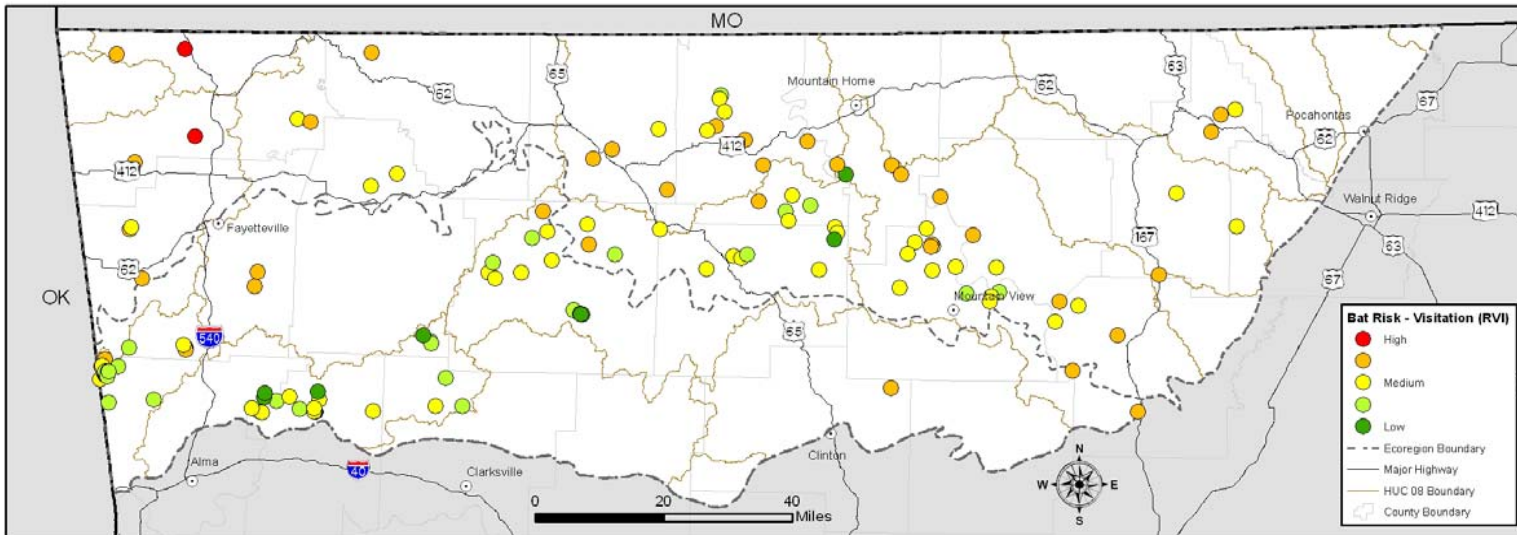 MO
OK
62
65
62
63
62
67
412
412
412
62
167
63
67
65
540
40
Mountain Home
Pocahontas
Walnut Ridge
Fayetteville
Mountain View
Alma
Clarksville
Clinton
0 20 40
Miles
N
W E
S
Bat Risk - Visitation (RVI)
High
Medium
Low
Ecoregion Boundary
Major Highway
HUC 08 Boundary
County Boundary